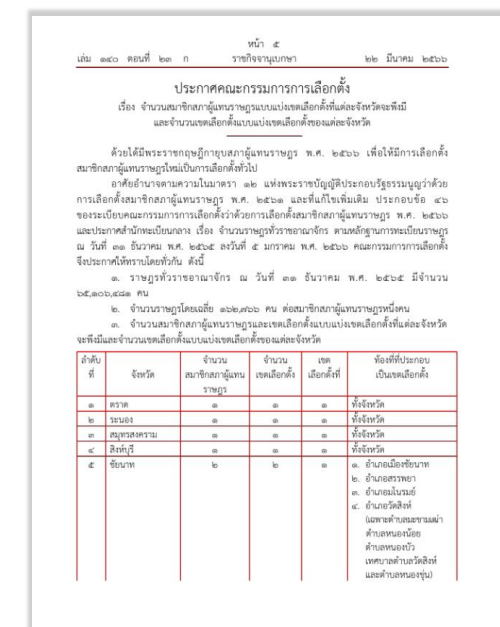 หน้า ๕
เล่ม ๑๔๐ ตอนที่ ๒๓ ก ราชกิจจานุเบกษา ๒๒ มีนาคม ๒๕๖๖
ประกาศคณะกรรมการการเลือกตั้ง
เรื่อง จำนวนสมาชิกสภาผู้แทนราษฎรแบบแบ่งเขตเลือกตั้งที่แต่ละจังหวัดจะพึงมี
และจำนวนเขตเลือกตั้งแบบแบ่งเขตเลือกตั้งของแต่ละจังหวัด
ด้วยได้มีพระราชกฤษฎีกายุบสภาผู้แทนราษฎร พ.ศ. ๒๕๖๖ เพื่อให้มีการเลือกตั้ง
สมาชิกสภาผู้แทนราษฎรใหม่เป็นการเลือกตั้งทั่วไป
อาศัยอำนาจตามความในมาตรา ๑๒ แห่งพระราชบัญญัติประกอบรัฐธรรมนูญว่าด้วย
การเลือกตั้งสมาชิกสภาผู้แทนราษฎร พ.ศ. ๒๕๖๑ และที่แก้ไขเพิ่มเติม ประกอบข้อ ๔๖
ของระเบียบคณะกรรมการการเลือกตั้งว่าด้วยการเลือกตั้งสมาชิกสภาผู้แทนราษฎร พ.ศ. ๒๕๖๖
และประกาศสำนักทะเบียนกลาง เรื่อง จำนวนราษฎรทั่วราชอาณาจักร ตามหลักฐานการทะเบียนราษฎร
ณ วันที่ ๓๑ ธันวาคม พ.ศ. ๒๕๖๕ ลงวันที่ ๕ มกราคม พ.ศ. ๒๕๖๖ คณะกรรมการการเลือกตั้ง
จึงประกาศให้ทราบโดยทั่วกัน ดังนี้
๑. ราษฎรทั่วราชอาณาจักร ณ วันที่ ๓๑ ธันวาคม พ.ศ. ๒๕๖๕ มีจำนวน
๖๕,๑๐๖,๔๘๑ คน
๒. จำนวนราษฎรโดยเฉลี่ย ๑๖๒,๗๖๖ คน ต่อสมาชิกสภาผู้แทนราษฎรหนึ่งคน
๓. จำนวนสมาชิกสภาผู้แทนราษฎรและเขตเลือกตั้งแบบแบ่งเขตเลือกตั้งที่แต่ละจังหวัด
จะพึงมีและจำนวนเขตเลือกตั้งแบบแบ่งเขตเลือกตั้งของแต่ละจังหวัด
ลำดับ จำนวน จำนวน เขต ท้องที่ที่ประกอบ
ที่ จังหวัด สมาชิกสภาผู้แทน เขตเลือกตั้ง เลือกตั้งที่ เป็นเขตเลือกตั้ง
ราษฎร
๑ ตราด ๑ ๑ ๑ ทั้งจังหวัด
๒ ระนอง ๑ ๑ ๑ ทั้งจังหวัด
๓ สมุทรสงคราม ๑ ๑ ๑ ทั้งจังหวัด
๔ สิงห์บุรี ๑ ๑ ๑ ทั้งจังหวัด
๕ ชัยนาท ๒ ๒ ๑ ๑. อำเภอเมืองชัยนาท
๒. อำเภอสรรพยา
๓. อำเภอมโนรมย์
๔. อำเภอวัดสิงห์
(เฉพาะตำบลมะขามเฒ่า
ตำบลหนองน้อย
ตำบลหนองบัว
เทศบาลตำบลวัดสิงห์
และตำบลหนองขุ่น)